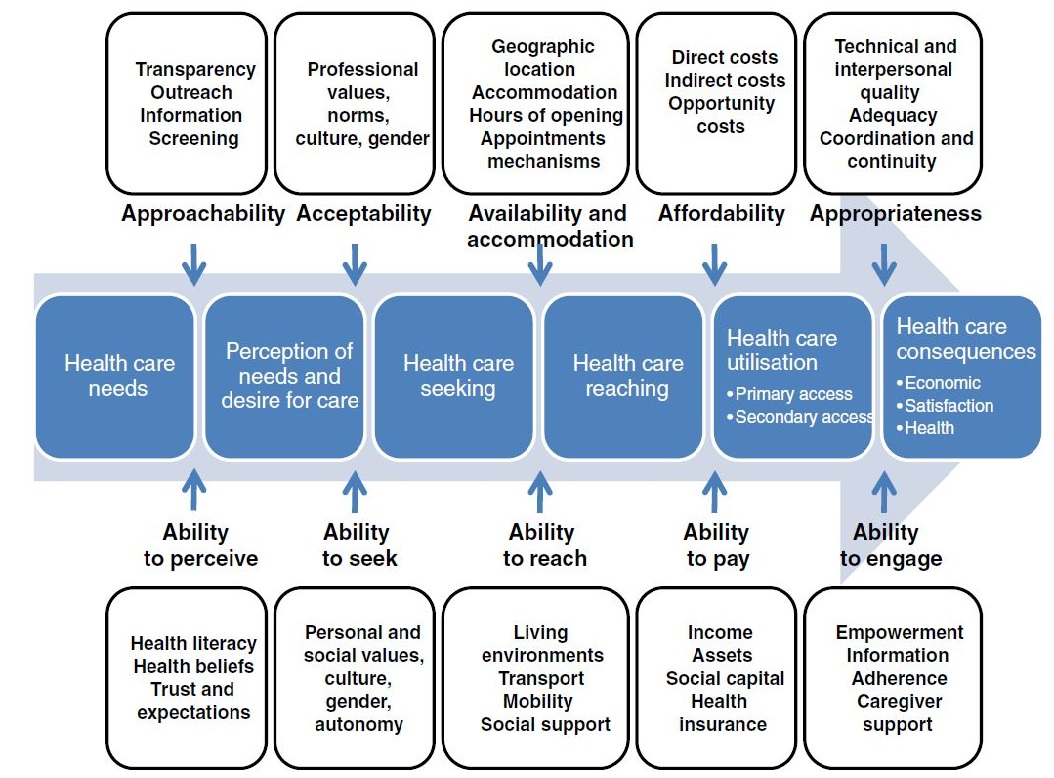 Transparency
Outreach
Information
Screening
Professional
values,
norms,
culture, gender
Geographic
location
Accommodation
Hours of opening
Appointments
mechanisms
Direct costs
Indirect costs
Opportunity
costs
Technical and
interpersonal
quality
Adequacy
Coordination and
continuity
Approachability
Acceptability
Availability and
accommodation
Affordability
Appropriateness
Health care
needs
Perception of
needs and
desire for care
Health care
seeking
Health care
reaching
Health care
utilisation
•Primary access
•Secondary access
Health care
consequences
•Economic
•Satisfaction
•Health
Ability
to perceive
Ability
to seek
Ability
to reach
Ability
to pay
Ability
to engage
Health literacy
Health beliefs
Trust and
expectations
Personal and
social values,
culture,
gender,
autonomy
Living
environments
Transport
Mobility
Social support
Income
Assets
Social capital
Health
insurance
Empowerment
Information
Adherence
Caregiver
support